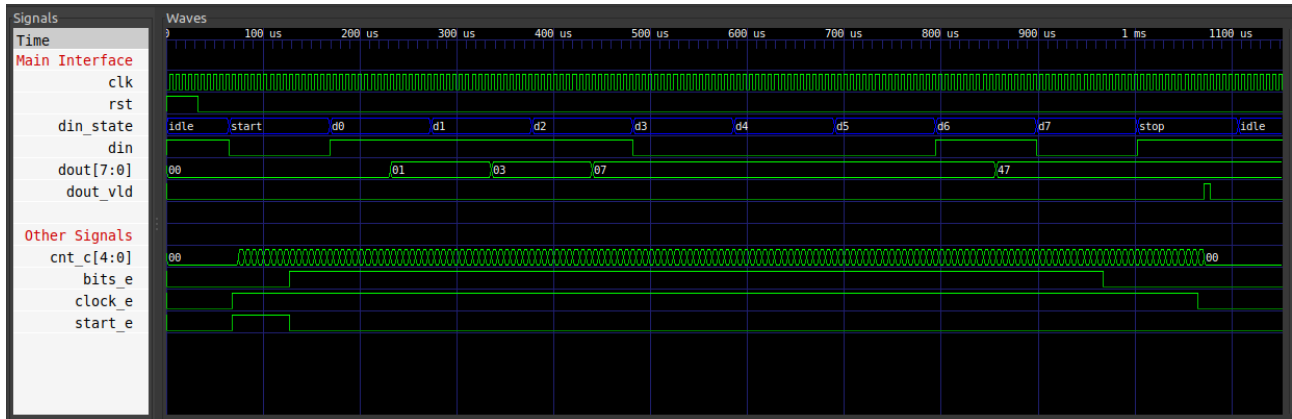 Signals Waves
Time 0 100 us 200 us 300 us 400 us 500 us 600 us 700 us 800 us 900 us 1 ms 1100 us
Main Interface
clk
rst
din_state idle start d0 d1 d2 d3 d4 d5 d6 d7 stop idle
din
dout[7:0] 00 01 03 07 47
dout_vld
Other Signals
cnt_c[4:0] 00 00
bits_e
clock_e
start_e